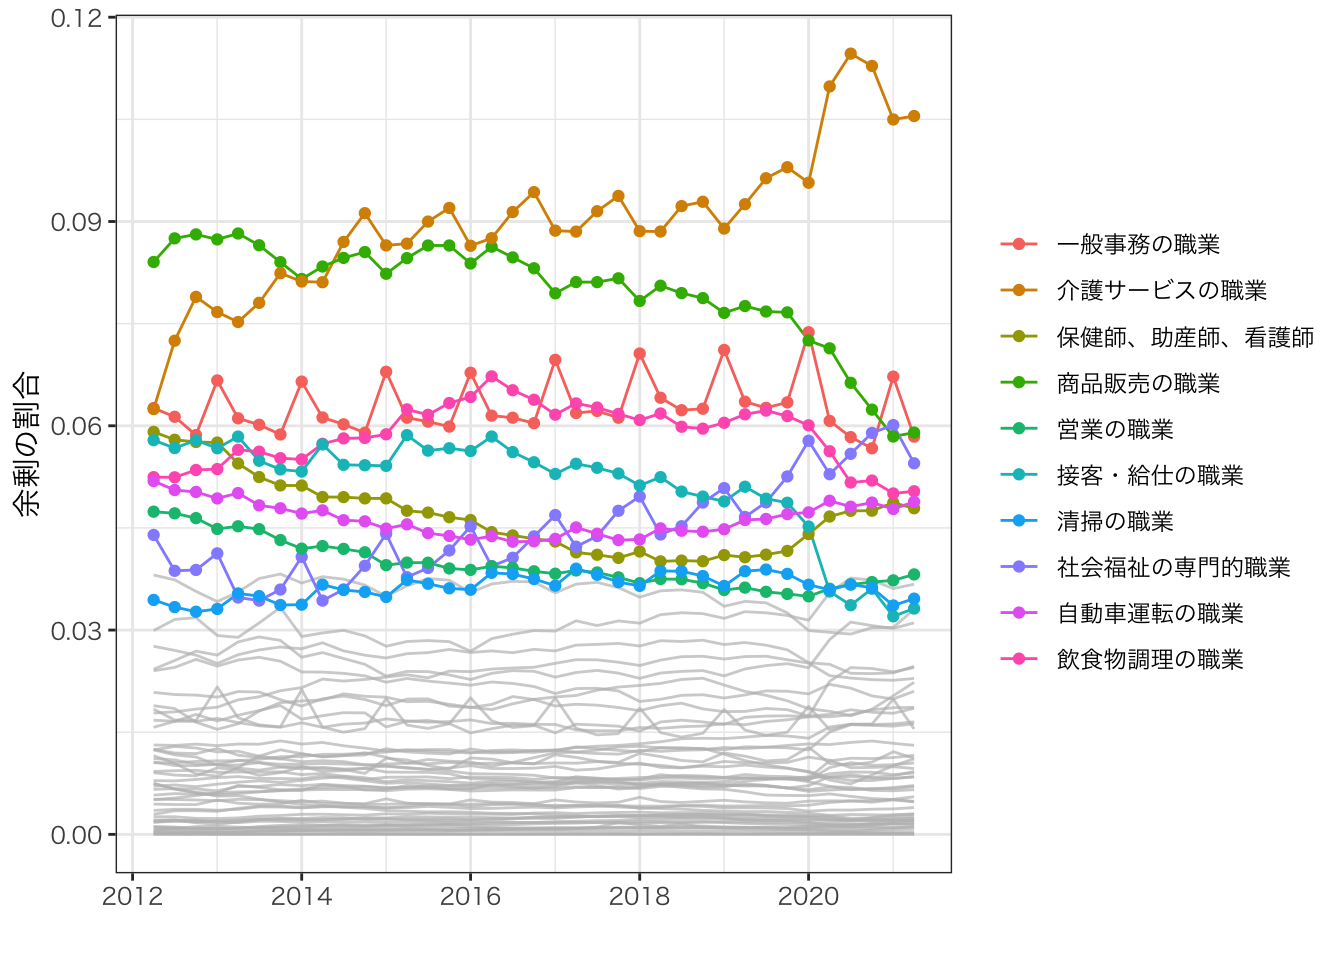 0.12
0.09
0.06
0.03
0.00
余剰の割合
2012
2014
2016
2018
2020
一般事務の職業
介護サービスの職業
保健師、助産師、看護師
商品販売の職業
営業の職業
接客・給仕の職業
清掃の職業
社会福祉の専門的職業
自動車運転の職業
飲食物調理の職業